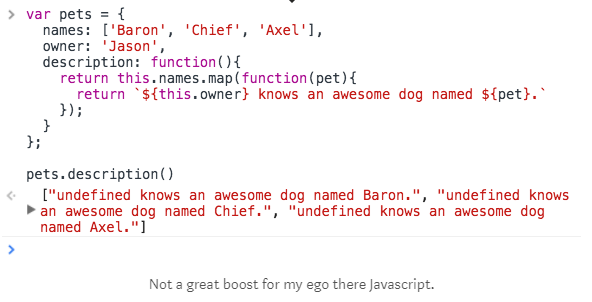 > var pets = {
names: ['Baron', 'Chief', 'Axel'],
owner: 'Jason',
description: function(){
return this.names.map(function(pet){
return `${this.owner} knows an awesome dog named ${pet}.`
});
}
};
pets.description()
["undefined knows an awesome dog named Baron.", "undefined knows
an awesome dog named Chief.", "undefined knows an awesome dog
named Axel."]
>
Not a great boost for my ego there Javascript.